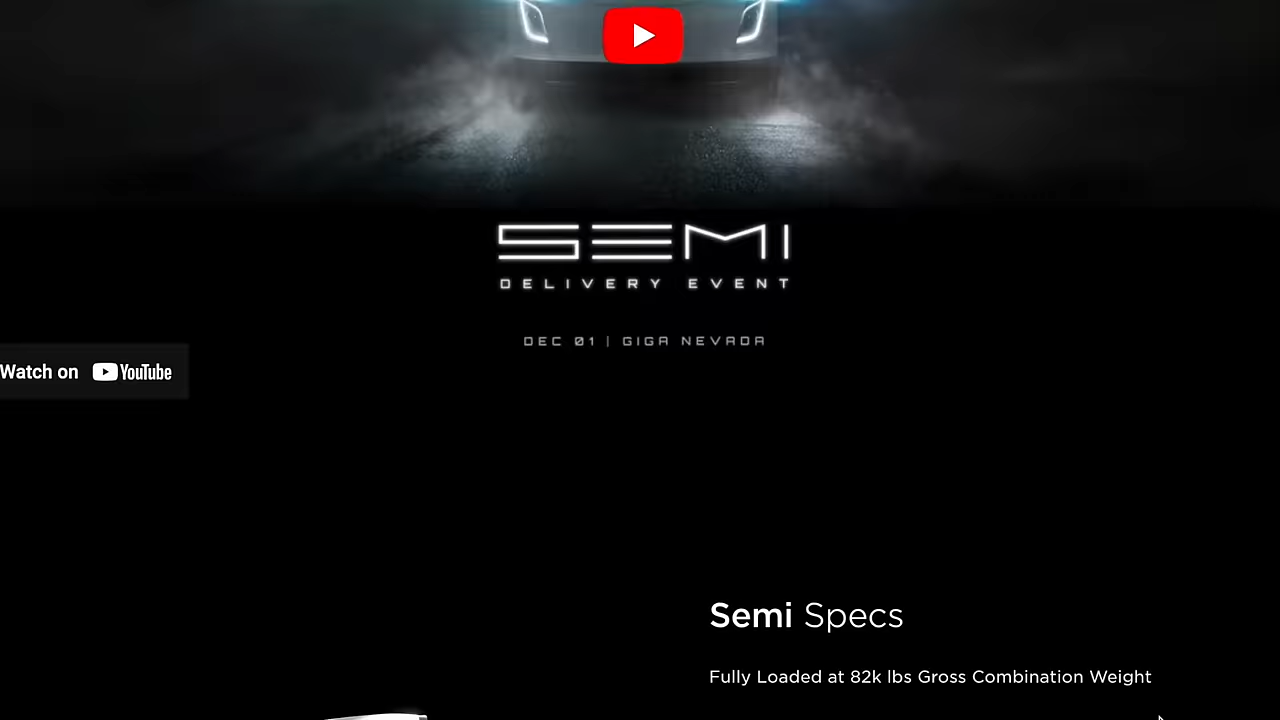 SEMI
DELIVERY EVENT
DEC 01 | GIGA NEVADA
Watch on YouTube
Semi Specs
Fully Loaded at 82k lbs Gross Combination Weight